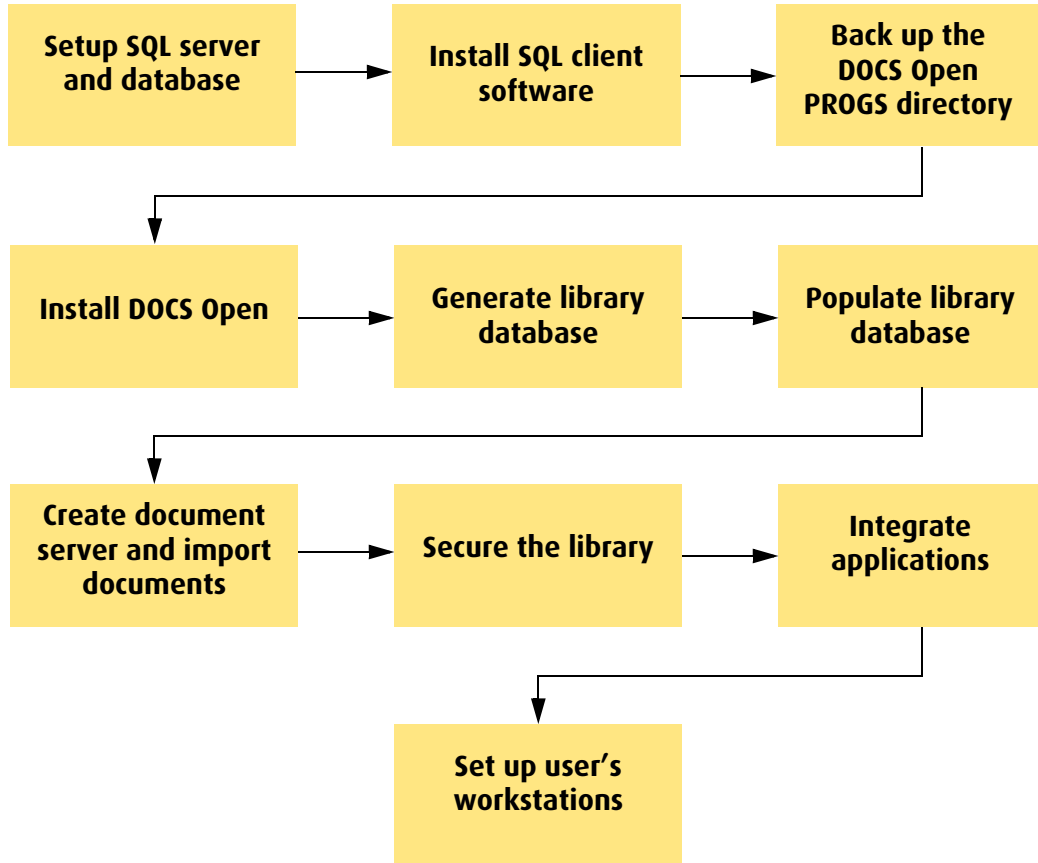 Setup SQL server
and database
Install SQL client
software
Back up the
DOCS Open
PROGS directory
Install DOCS Open
Generate library
database
Populate library
database
Create document
server and import
documents
Secure the library
Integrate
applications
Set up user’s
workstations